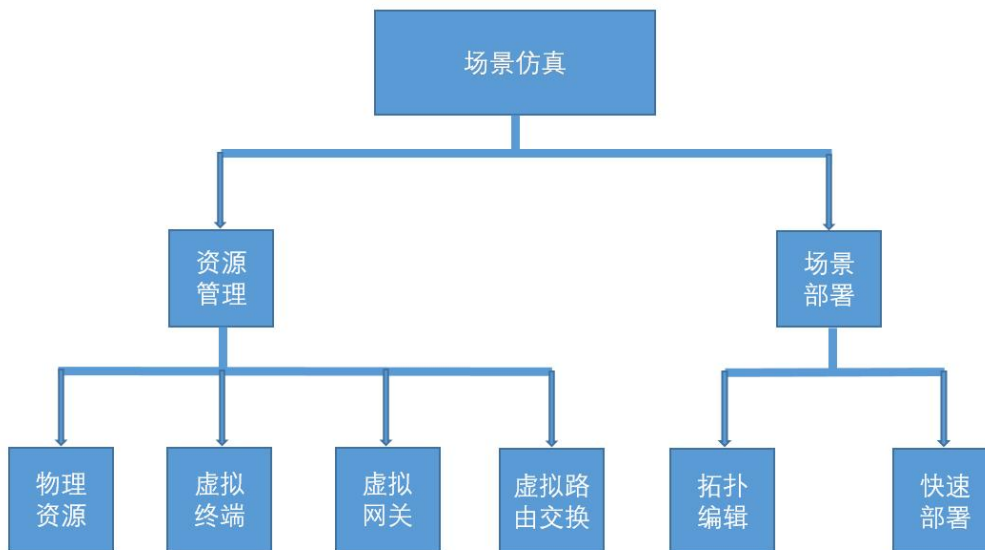 场景仿真
资源
管理
场景
部署
物理
资源
虚拟
终端
虚拟
网关
虚拟路
由交换
拓扑
编辑
快速
部署